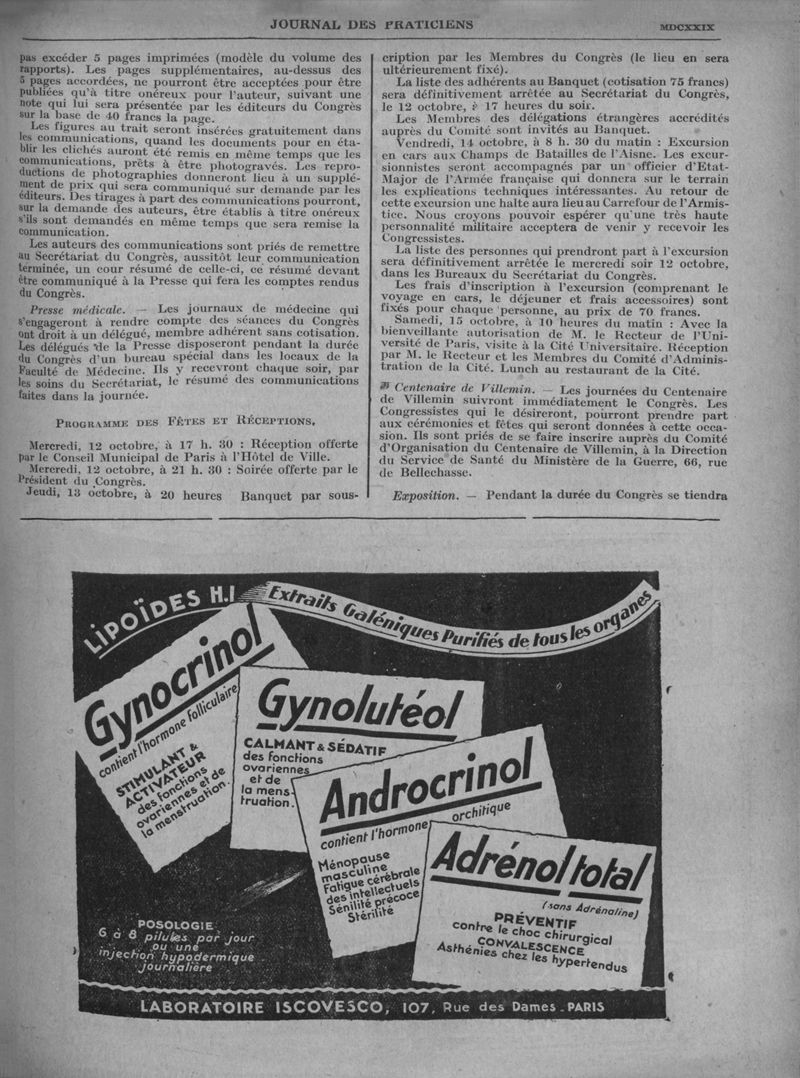 JOURNAL DES PRATICIENS
MDCXXIX
pas excéder 5 pages imprimées (modèle du volume des
rapports). Les pages supplémentaires, au-dessus des
5 pages accordées, ne pourront être acceptées pour être
publiées qu'à titre onéreux pour l'auteur, suivant une
note qui lui sera présentée par les éditeurs du Congrès
sur la base de 40 francs la page.
Les figures au trait seront insérées gratuitement dans
les communications, quand les documents pour en éta-
blir les clichés auront été remis en même temps que les
communications, prêts à être photogravés. Les repro-
ductions de photographies donneront lieu à un supplé-
ment de prix qui sera communiqué sur demande par les
éditeurs. Des tirages à part des communications pourront,
sur la demande des auteurs, être établis à titre onéreux
s'ils sont demandés en même temps que sera remise la
communication.
Les auteurs des communications sont priés de remettre
au Secrétariat du Congrès, aussitôt leur communication
terminée, un cour résumé de celle-ci, ce résumé devant
être communiqué à la Presse qui fera les comptes rendus
du Congrès.
Presse médicale. — Les journaux de médecine qui
s'engageront à rendre compte des séances du Congrès
ont droit à un délégué, membre adhérent sans cotisation.
Les délégués de la Presse disposeront pendant la durée
du Congrès d'un bureau spécial dans les locaux de la
Faculté de Médecine. Ils y recevront chaque soir, par
les soins du Secrétariat, le résumé des communications
faites dans la journée.
PROGRAMME DES FÊTES ET RÉCEPTIONS.
Mercredi, 12 octobre, à 17 h. 30 : Réception offerte
par le Conseil Municipal de Paris à l'Hôtel de Ville.
Mercredi, 12 octobre, à 21 h. 30 : Soirée offerte par le
Président du Congrès.
Jeudi, 13 octobre, à 20 heures Banquet par sous-
cription par les Membres du Congrès (le lieu en sera
ultérieurement fixé).
La liste des adhérents au Banquet (cotisation 75 francs)
sera définitivement arrêtée au Secrétariat du Congrès,
le 12 octobre, à 17 heures du soir.
Les Membres des délégations étrangères accrédités
auprès du Comité sont invités au Banquet.
Vendredi, 14 octobre, à 8 h. 30 du matin : Excursion
en cars aux Champs de Batailles de l'Aisne. Les excur-
sionnistes seront accompagnés par un officier d'Etat-
Major de l'Armée française qui donnera sur le terrain
les explications techniques intéressantes. Au retour de
cette excursion une halte aura lieu au Carrefour de l'Armis-
tice. Nous croyons pouvoir espérer qu'une très haute
personnalité militaire acceptera de venir y recevoir les
Congressistes.
La liste des personnes qui prendront part à l'excursion
sera définitivement arrêtée le mercredi soir 12 octobre,
dans les Bureaux du Secrétariat du Congrès.
Les frais d'inscription à l'excursion (comprenant le
voyage en cars, le déjeuner et frais accessoires) sont
fixés pour chaque personne, au prix de 70 francs.
Samedi, 15 octobre, à 10 heures du matin : Avec la
bienveillante autorisation de M. le Recteur de l'Uni-
versité de Paris, visite à la Cité Universitaire. Réception
par M. le Recteur et les Membres du Comité d'Adminis-
tration de la Cité. Lunch au restaurant de la Cité.
Centenaire de Villemin. — Les journées du Centenaire
de Villemin suivront immédiatement le Congrès. Les
Congressistes qui le désireront, pourront prendre part
aux cérémonies et fêtes qui seront données à cette occa-
sion. Ils sont priés de se faire inscrire auprès du Comité
d'Organisation du Centenaire de Villemin, à la Direction
du Service de Santé du Ministère de la Guerre, 66, rue
de Bellechasse.
Exposition. — Pendant la durée du Congrès se tiendra
LIPOÏDES H.I
Extraits Galéniques Purifiés de tous les organes
Gynocrinol
contient l'hormone folliculaire
STIMULANT &
ACTIVATEUR
des fonctions
ovariennes et de
la menstruation.
Gynolutéol
CALMANT & SÉDATIF
des fonctions
ovariennes
et de
la mens-
truation.
Androcrinol
contient l'hormone orchitique
Ménopause
masculine
Fatigue cérébrale
des intellectuels
Sénilité précoce
Stérilité
Adrénol total
(sans Adrénaline)
PRÉVENTIF
contre le choc chirurgical
CONVALESCENCE
Asthénies chez les hypertendus
POSOLOGIE
6 à 8 pilules par jour
ou une
injection hypodermique
journalière
LABORATOIRE ISCOVESCO, 107, Rue des Dames _ PARIS